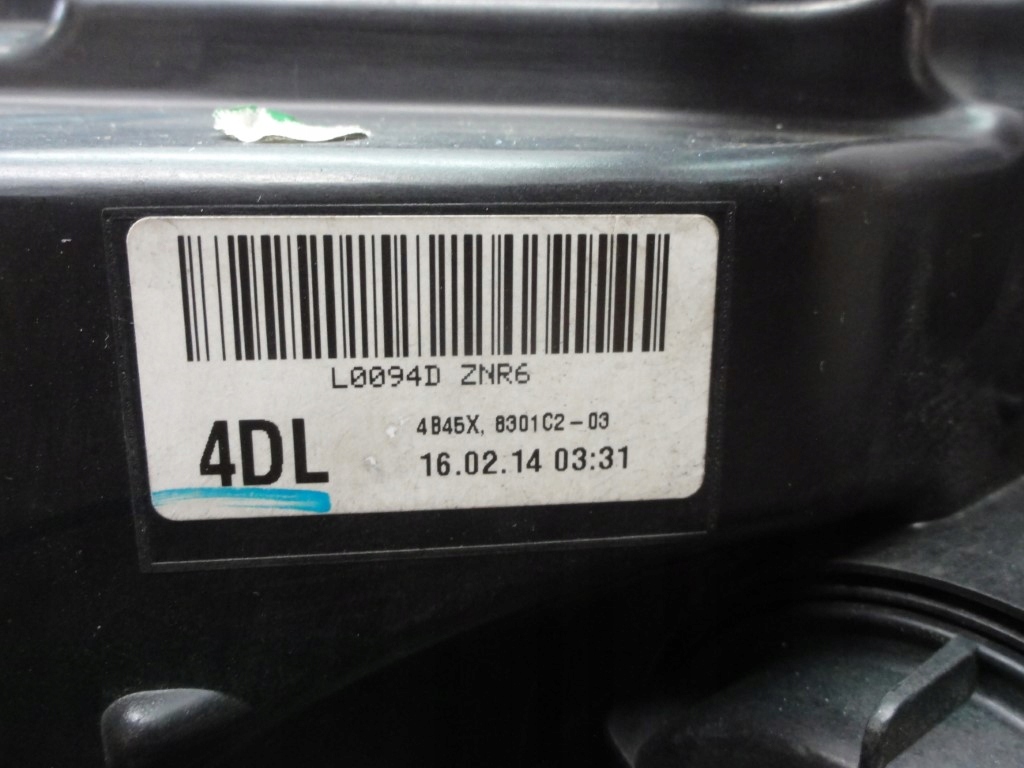 L0094D ZNR6
4DL
4B45X, 8301C2-03
16.02.14 03:31